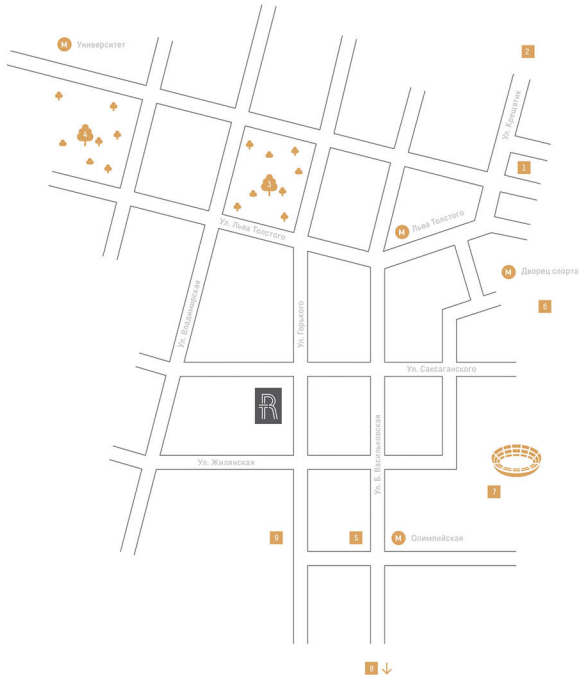 М Университет
2
Ул. Крещатик
4
1
3
Ул. Льва Толстого
М Льва Толстого
М Дворец спорта
6
Ул. Владимирская
Ул. Горького
Ул. Саксаганского
R
Ул. Б. Васильковская
Ул. Жилянская
7
9
5
М Олимпийская
8